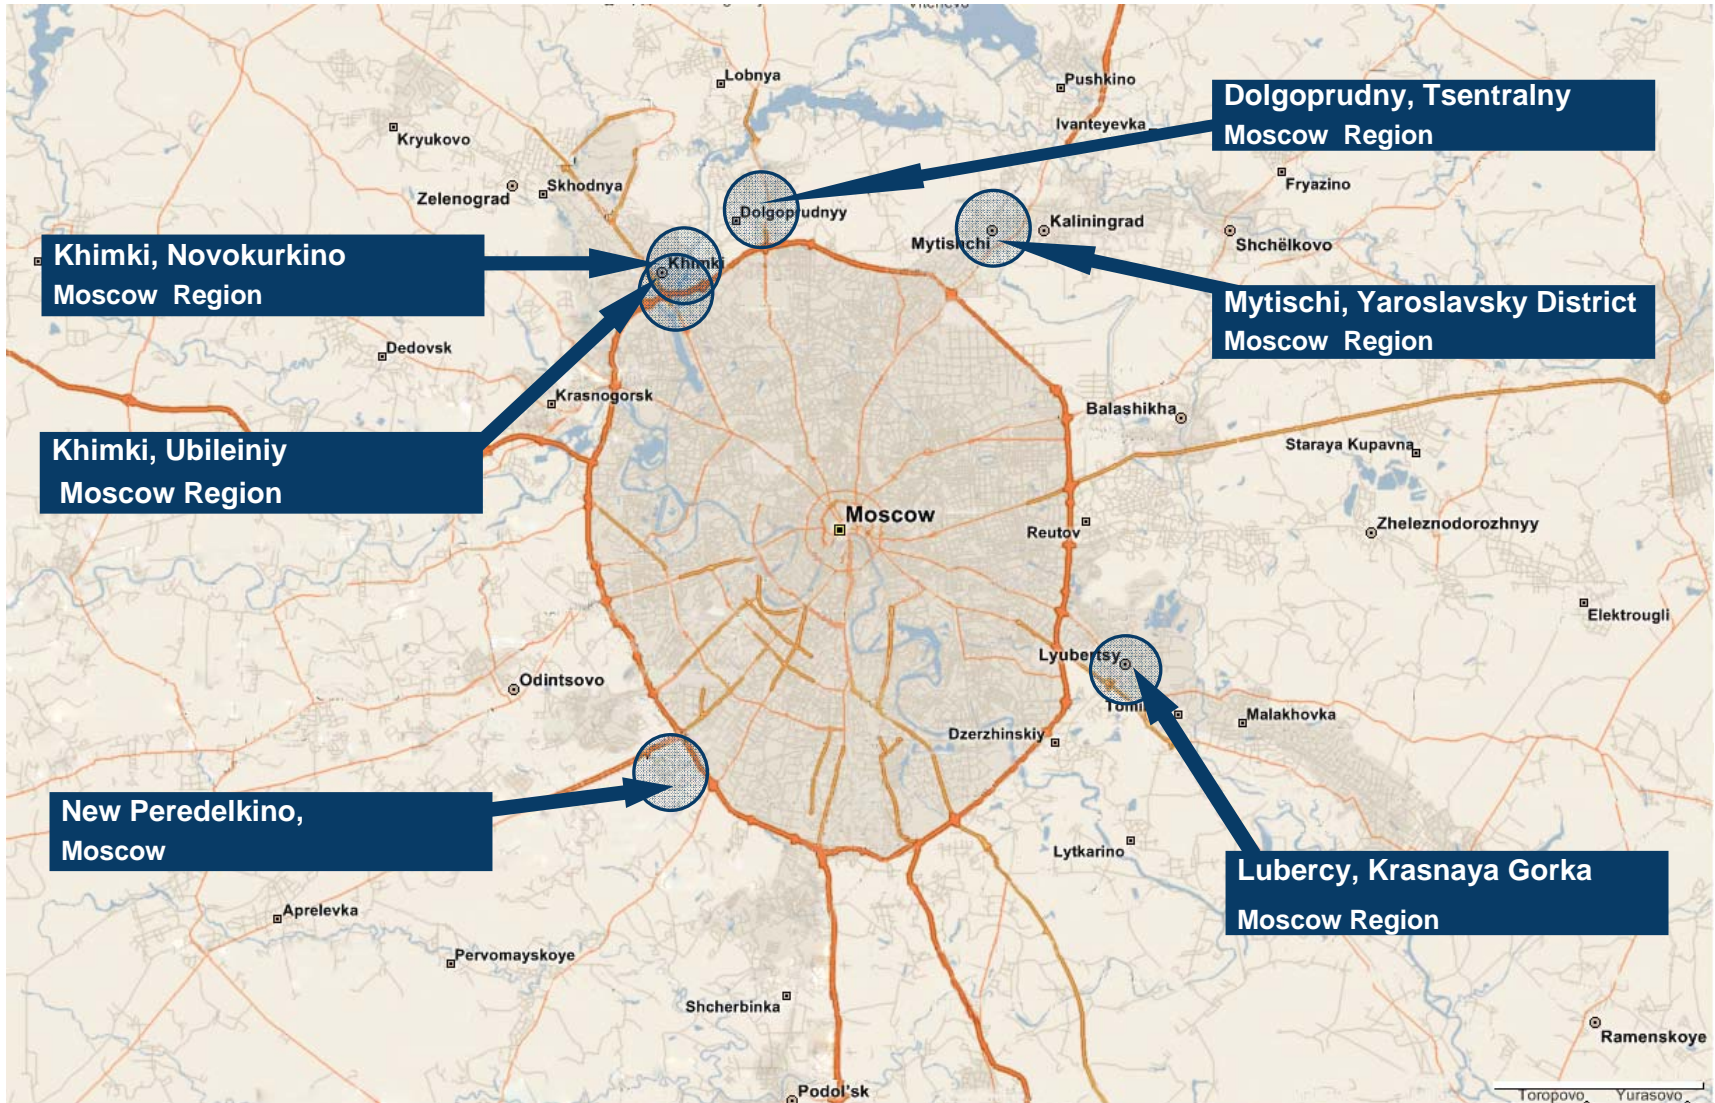 Vnenevo
Lobnya
Pushkino
Dolgoprudny, Tsentralny
Moscow Region
Ivanteyevka
Kryukovo
Skhodnya
Zelenograd
Fryazino
Dolgoprudnyy
Kaliningrad
Mytishchi
Shchëlkovo
Khimki, Novokurkino
Moscow Region
Khimki
Mytischi, Yaroslavsky District
Moscow Region
Dedovsk
Krasnogorsk
Balashikha
Khimki, Ubileiniy
Moscow Region
Staraya Kupavna
Moscow
Reutov
Zheleznodorozhnyy
Elektrougli
Lyubertsy
Odintsovo
Malakhovka
Dzerzhinskiy
New Peredelkino,
Moscow
Lytkarino
Lubercy, Krasnaya Gorka
Moscow Region
Aprelevka
Pervomayskoye
Shcherbinka
Ramenskoye
Podol'sk
Toropovo
Yurasovo